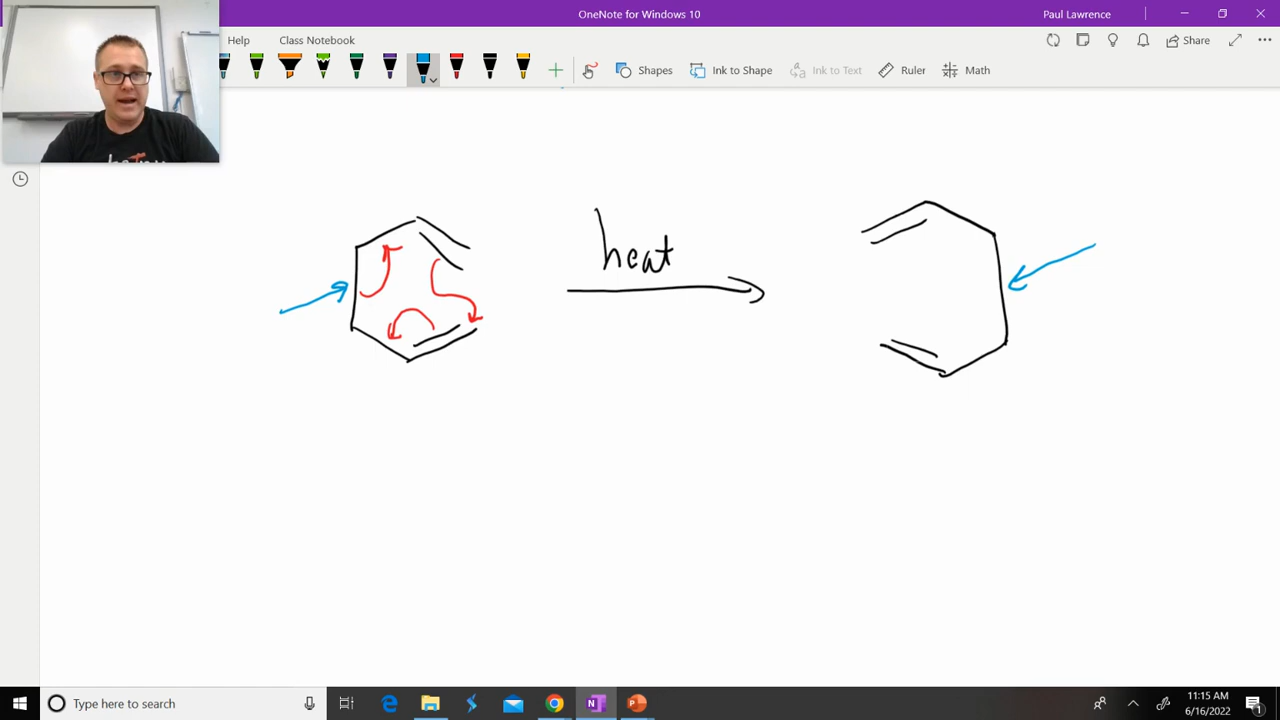 OneNote for Windows 10
Paul Lawrence
Help
Class Notebook
Share
Shapes
Ink to Shape
Ink to Text
Ruler
Math
heat
Type here to search
11:15 AM
6/16/2022